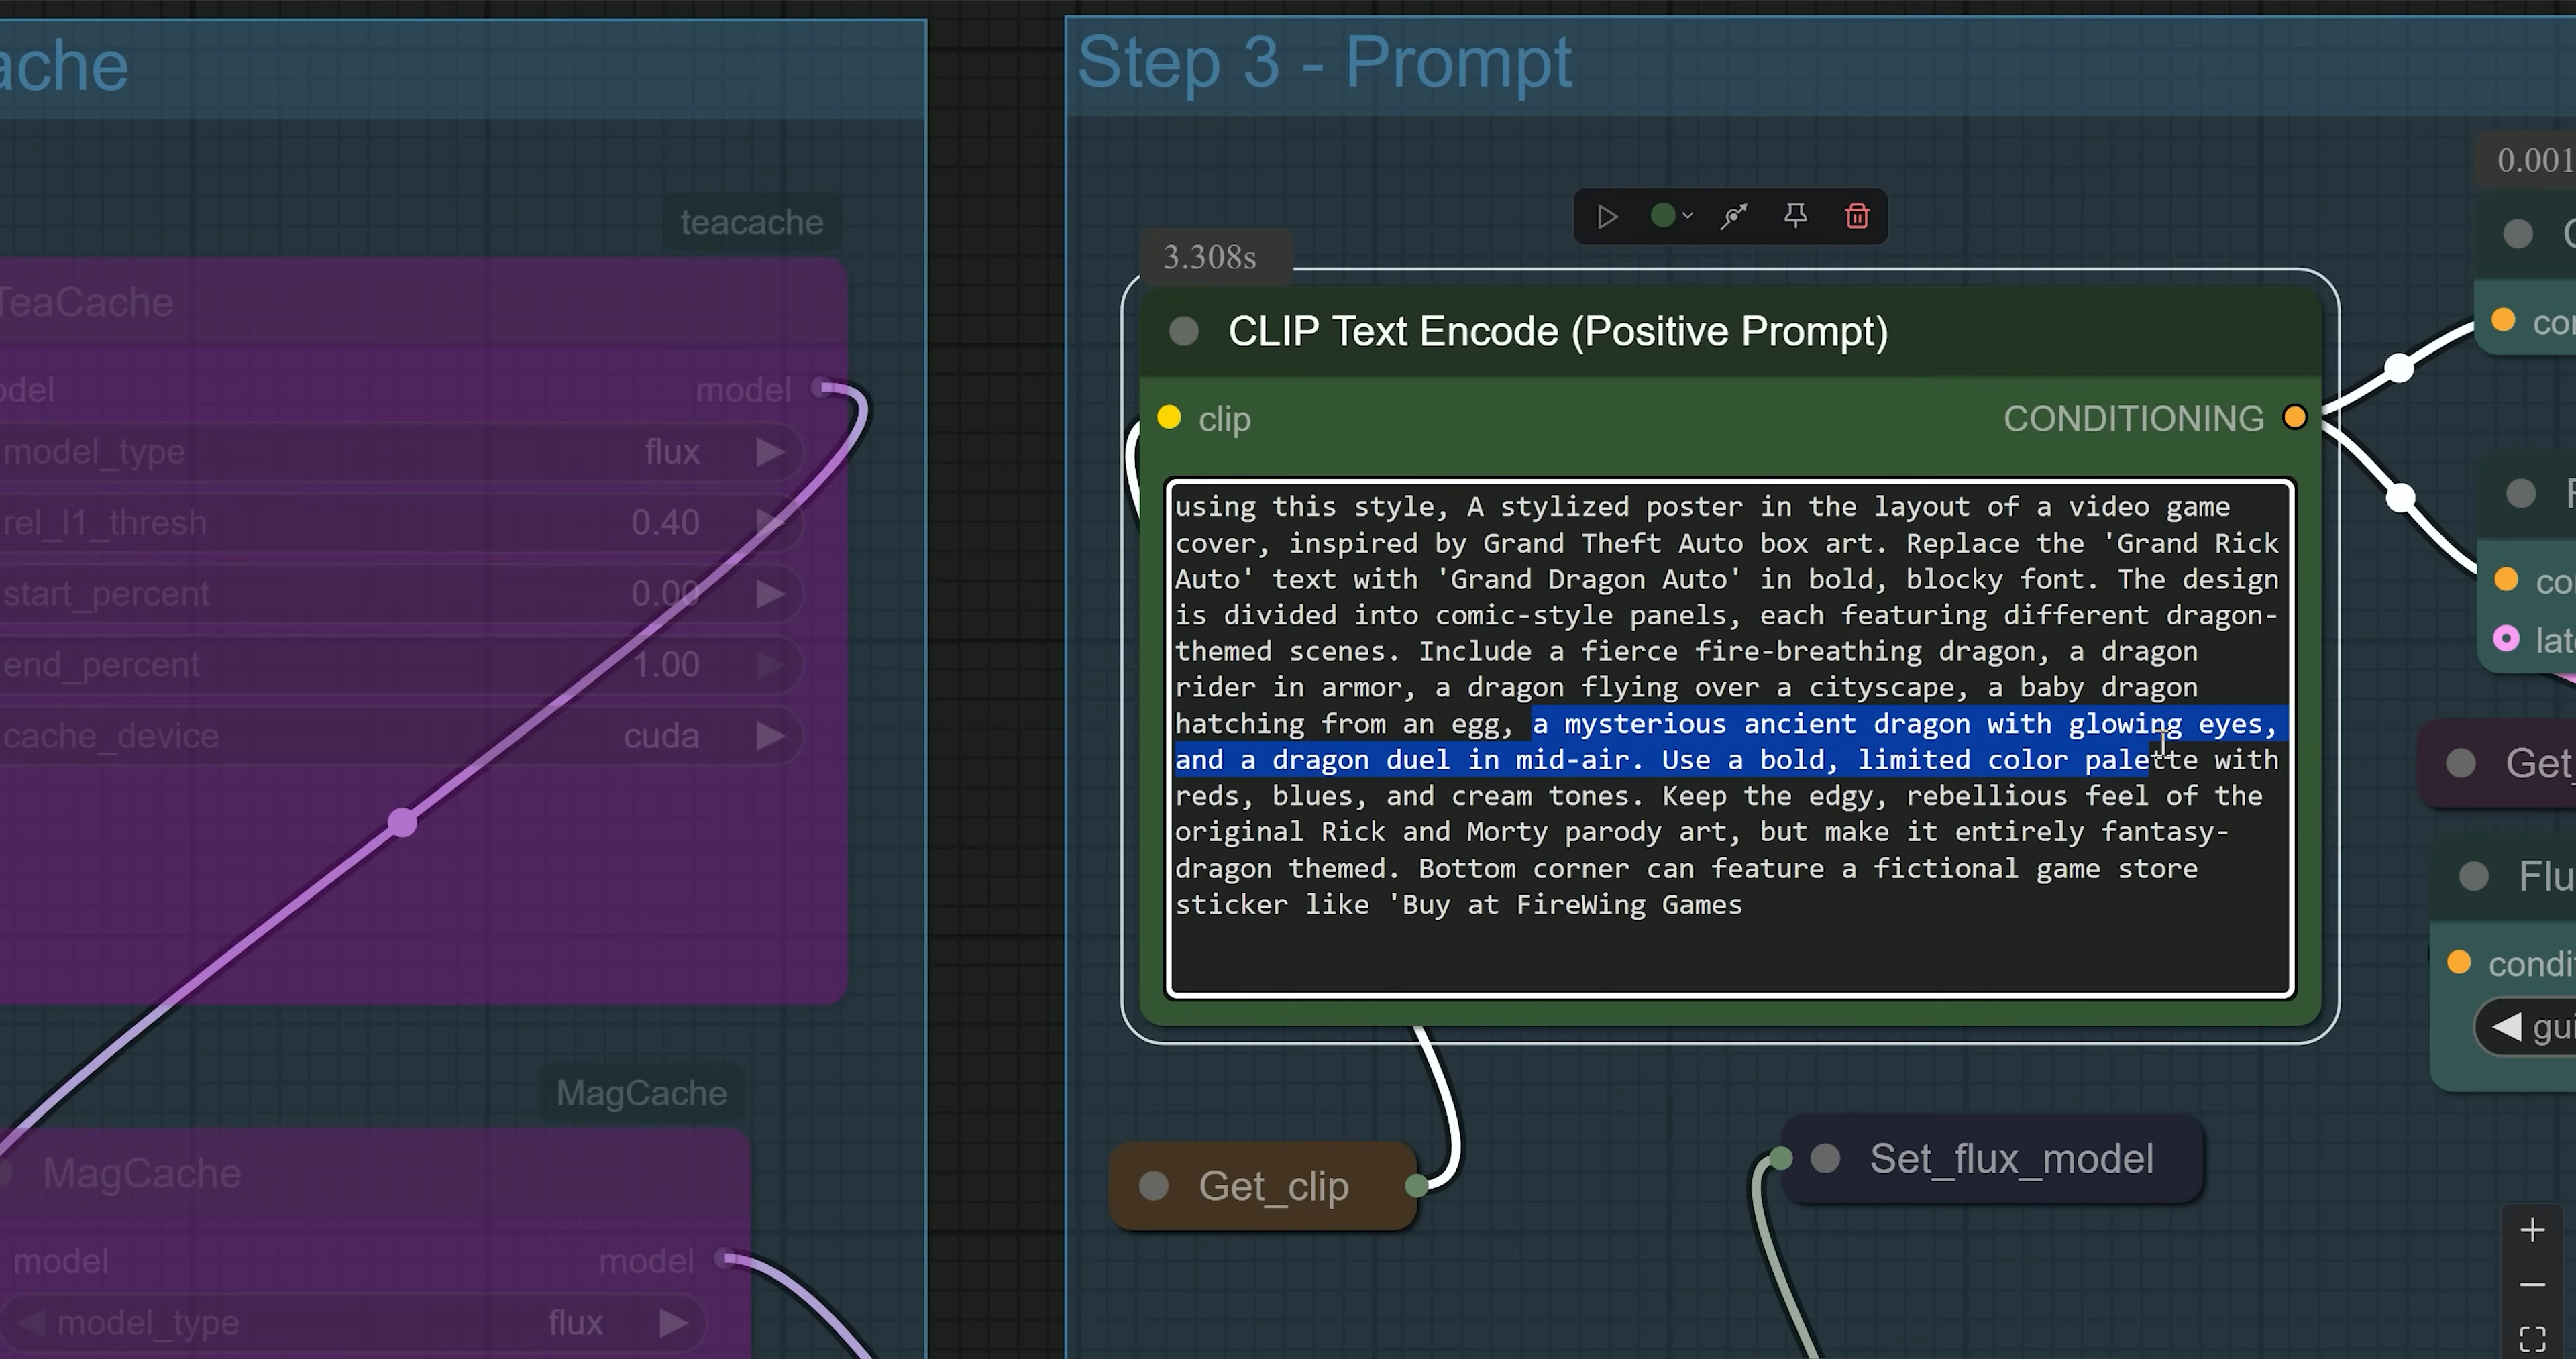 ache
Step 3 - Prompt
0.001
teacache
3.308s
TeaCache
CLIP Text Encode (Positive Prompt)
model
clip
CONDITIONING
model_type flux
rel_l1_thresh 0.40
start_percent 0.00
end_percent 1.00
cache_device cuda
using this style, A stylized poster in the layout of a video game
cover, inspired by Grand Theft Auto box art. Replace the 'Grand Rick
Auto' text with 'Grand Dragon Auto' in bold, blocky font. The design
is divided into comic-style panels, each featuring different dragon-
themed scenes. Include a fierce fire-breathing dragon, a dragon
rider in armor, a dragon flying over a cityscape, a baby dragon
hatching from an egg, a mysterious ancient dragon with glowing eyes,
and a dragon duel in mid-air. Use a bold, limited color palette with
reds, blues, and cream tones. Keep the edgy, rebellious feel of the
original Rick and Morty parody art, but make it entirely fantasy-
dragon themed. Bottom corner can feature a fictional game store
sticker like 'Buy at FireWing Games
Get_
Flu
condi
gui
MagCache
MagCache
model model
model_type flux
Get_clip
Set_flux_model